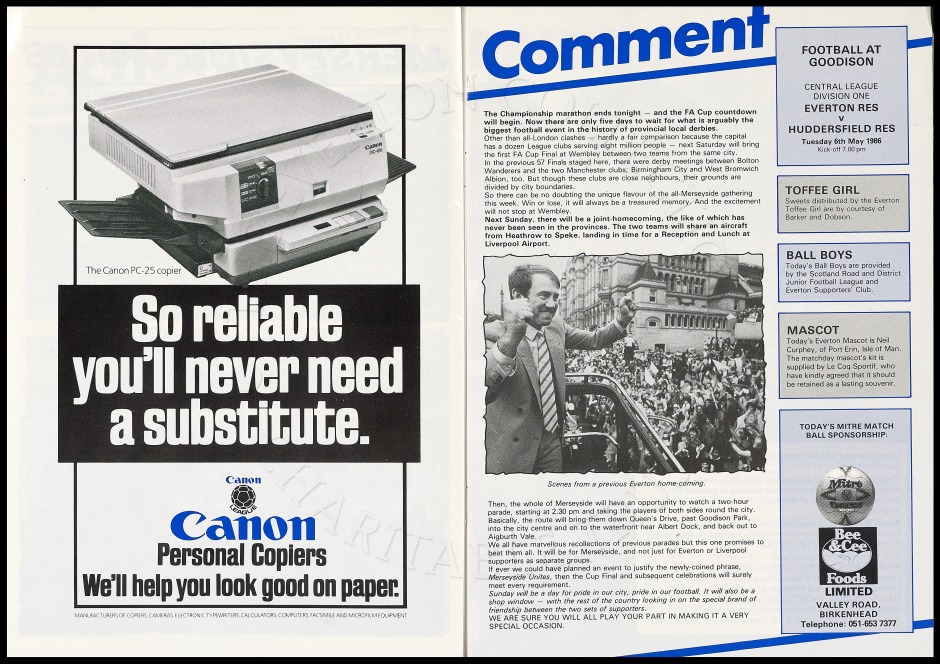 The Canon PC-25 copier
Canon
PC-25
So reliable
you'll never need
a substitute.
Canon
LEAGUE
Canon
Personal Copiers
We'll help you look good on paper.
MANUFACTURERS OF COPIERS, CAMERAS, ELECTRONIC TYPEWRITERS, CALCULATORS, COMPUTERS, FACSIMILE AND MICROFILM EQUIPMENT
Comment
The Championship marathon ends tonight — and the FA Cup countdown
will begin. Now there are only five days to wait for what is arguably the
biggest football event in the history of provincial local derbies.
Other than all-London clashes — hardly a fair comparison because the capital
has a dozen League clubs serving eight million people — next Saturday will bring
the first FA Cup Final at Wembley between two teams from the same city.
In the previous 57 Finals staged here, there were derby meetings between Bolton
Wanderers and the two Manchester clubs; Birmingham City and West Bromwich
Albion, too. But though these clubs are close neighbours, their grounds are
divided by city boundaries.
So there can be no doubting the unique flavour of the all-Merseyside gathering
this week. Win or lose, it will always be a treasured memory. And the excitement
will not stop at Wembley.
Next Sunday, there will be a joint-homecoming, the like of which has
never been seen in the provinces. The two teams will share an aircraft
from Heathrow to Speke, landing in time for a Reception and Lunch at
Liverpool Airport.
Scenes from a previous Everton home-coming.
Then, the whole of Merseyside will have an opportunity to watch a two-hour
parade, starting at 2.30 pm and taking the players of both sides round the city.
Basically, the route will bring them down Queen's Drive, past Goodison Park,
into the city centre and on to the waterfront near Albert Dock, and back out to
Aigburth Vale.
We all have marvellous recollections of previous parades but this one promises to
beat them all. It will be for Merseyside, and not just for Everton or Liverpool
supporters as separate groups.
If ever we could have planned an event to justify the newly-coined phrase,
Merseyside Unites, then the Cup Final and subsequent celebrations will surely
meet every requirement.
Sunday will be a day for pride in our city, pride in our football. It will also be a
shop window — with the rest of the country looking in on the special brand of
friendship between the two sets of supporters.
WE ARE SURE YOU WILL ALL PLAY YOUR PART IN MAKING IT A VERY
SPECIAL OCCASION.
FOOTBALL AT
GOODISON
CENTRAL LEAGUE
DIVISION ONE
EVERTON RES
v
HUDDERSFIELD RES
Tuesday 6th May 1986
Kick-off 7.00 pm
TOFFEE GIRL
Sweets distributed by the Everton
Toffee Girl are by courtesy of
Barker and Dobson.
BALL BOYS
Today's Ball Boys are provided
by the Scotland Road and District
Junior Football League and
Everton Supporters' Club.
MASCOT
Today's Everton Mascot is Neil
Curphey, of Port Erin, Isle of Man.
The matchday mascot's kit is
supplied by Le Coq Sportif, who
have kindly agreed that it should
be retained as a lasting souvenir.
TODAY'S MITRE MATCH
BALL SPONSORSHIP:
Mitre
Bee
&Cee
Foods
LIMITED
VALLEY ROAD,
BIRKENHEAD
Telephone: 051-653 7377